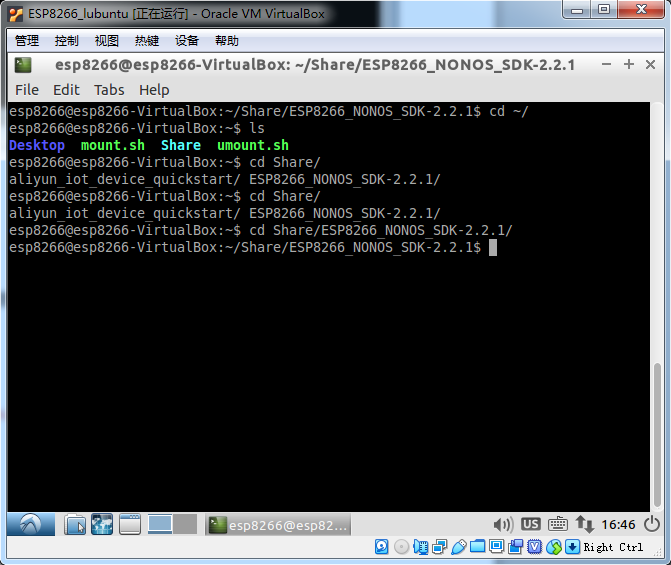 ESP8266_lubuntu [正在运行] - Oracle VM VirtualBox
管理 控制 视图 热键 设备 帮助
esp8266@esp8266-VirtualBox: ~/Share/ESP8266_NONOS_SDK-2.2.1
File Edit Tabs Help
esp8266@esp8266-VirtualBox:~/Share/ESP8266_NONOS_SDK-2.2.1$ cd ~/
esp8266@esp8266-VirtualBox:~$ ls
Desktop mount.sh Share umount.sh
esp8266@esp8266-VirtualBox:~$ cd Share/
aliyun_iot_device_quickstart/ ESP8266_NONOS_SDK-2.2.1/
esp8266@esp8266-VirtualBox:~$ cd Share/
aliyun_iot_device_quickstart/ ESP8266_NONOS_SDK-2.2.1/
esp8266@esp8266-VirtualBox:~$ cd Share/ESP8266_NONOS_SDK-2.2.1/
esp8266@esp8266-VirtualBox:~/Share/ESP8266_NONOS_SDK-2.2.1$
esp8266@esp82... US 16:46
Right Ctrl